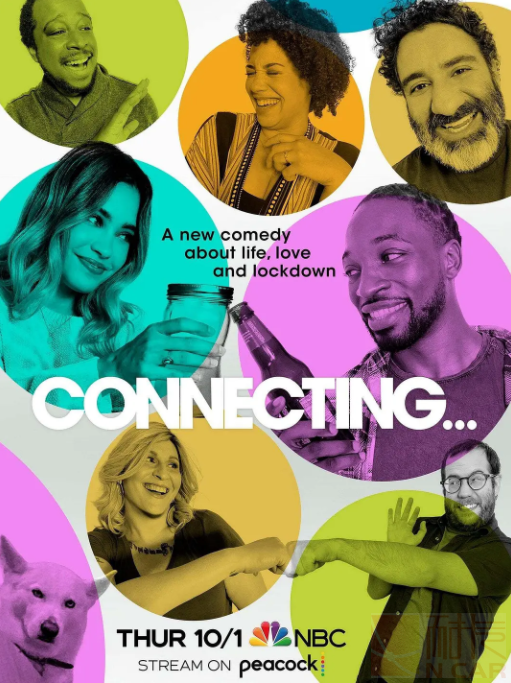 A new comedy
about life, love
and lockdown
CONNECTING...
THUR 10/1 NBC
STREAM ON peacock